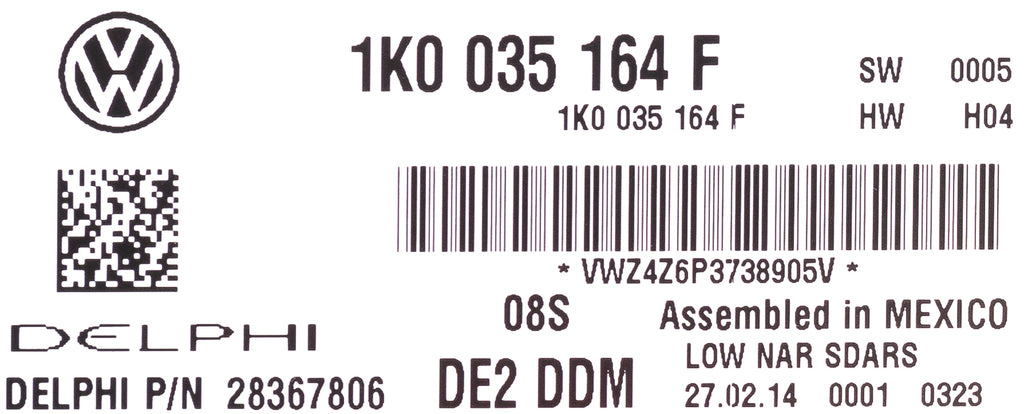 1K0 035 164 F
SW 0005
1K0 035 164 F
HW H04
* VWZ4Z6P3738905V *
08S
Assembled in MEXICO
DELPHI
LOW NAR SDARS
DELPHI P/N 28367806
DE2 DDM
27.02.14 0001 0323